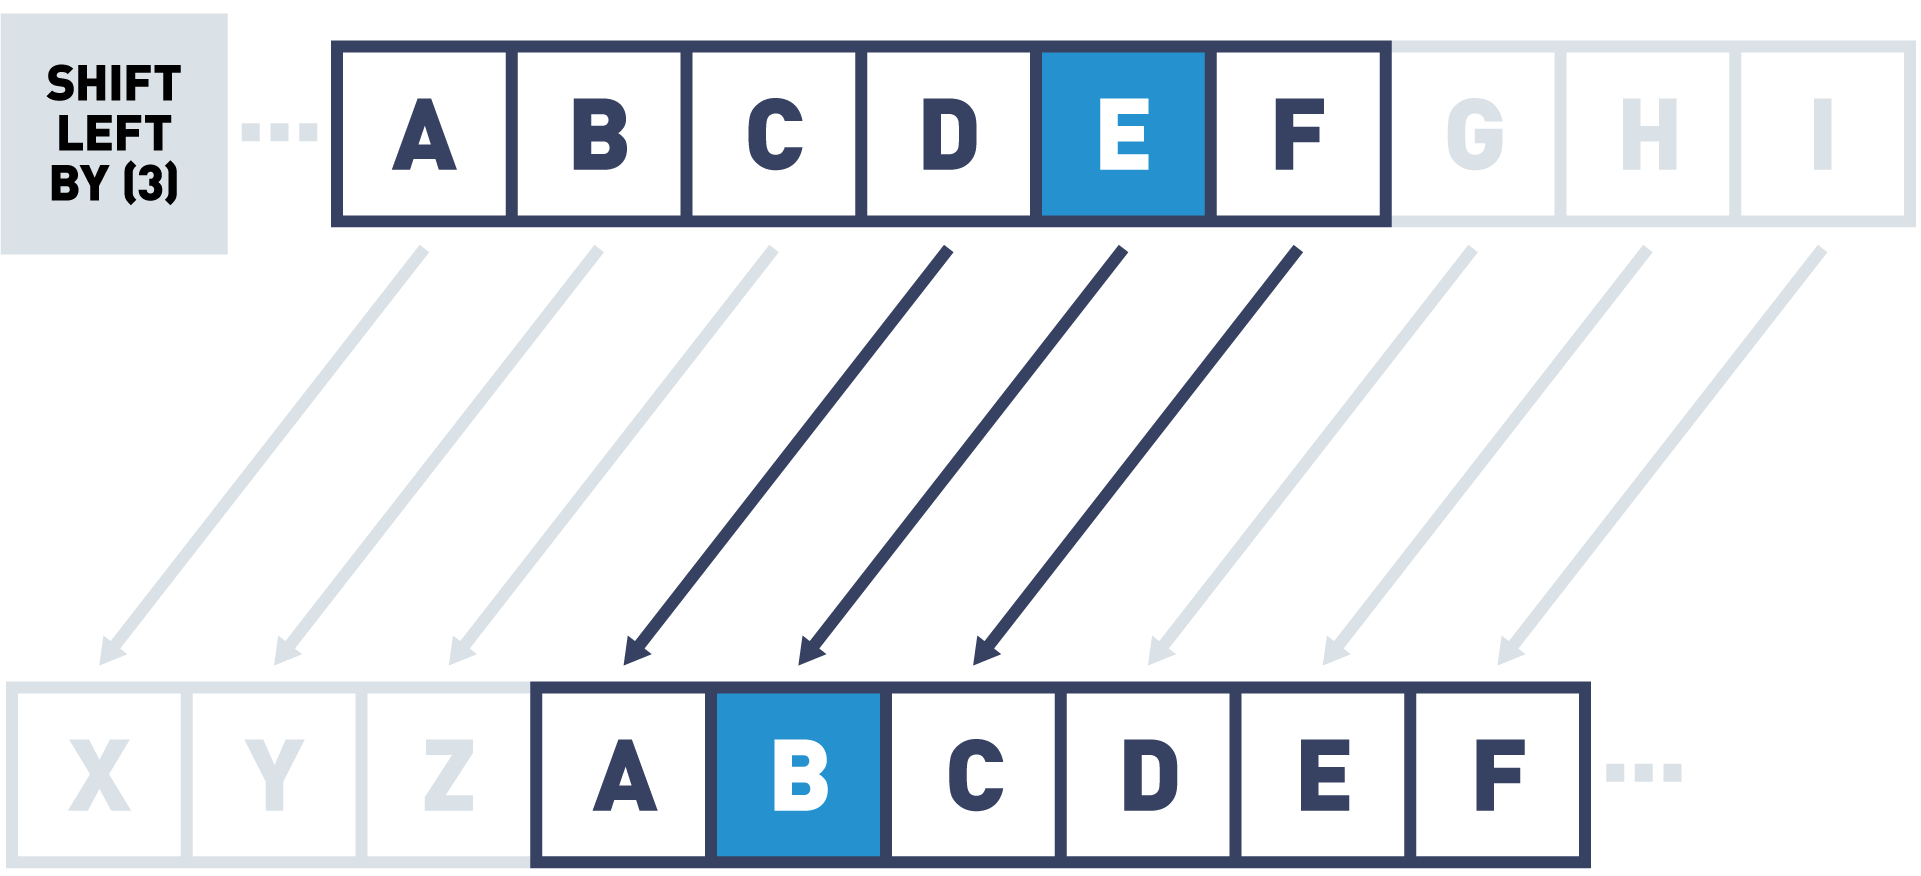 SHIFT
LEFT
BY (3)
A B C D E F G H I
X Y Z A B C D E F